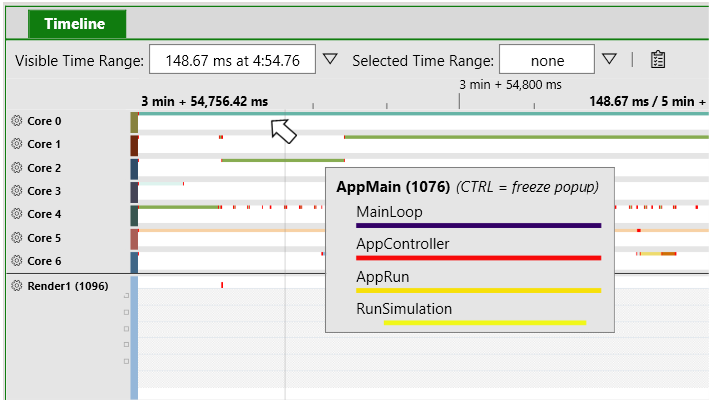 Timeline
Visible Time Range: 148.67 ms at 4:54.76 Selected Time Range: none
3 min + 54,800 ms
3 min + 54,756.42 ms 148.67 ms / 5 min +
Core 0
Core 1
Core 2
Core 3
AppMain (1076) (CTRL = freeze popup)
Core 4
MainLoop
Core 5
AppController
Core 6
AppRun
Render1 (1096)
RunSimulation